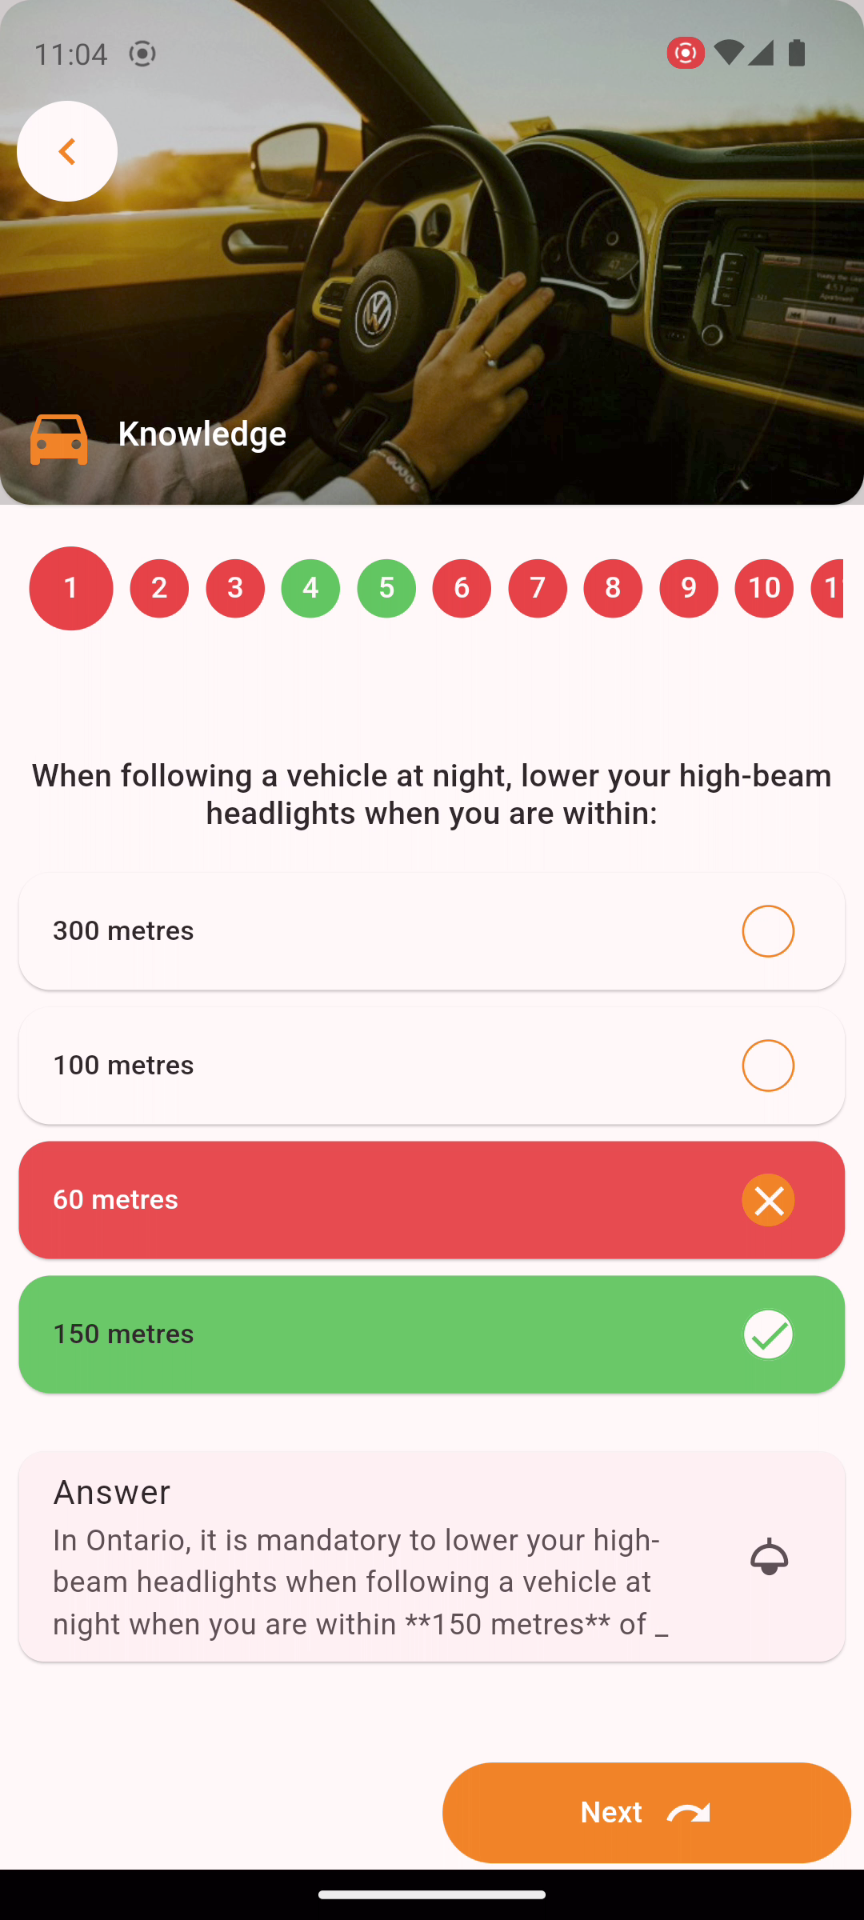 11:04
Knowledge
1 2 3 4 5 6 7 8 9 10
When following a vehicle at night, lower your high-beam
headlights when you are within:
300 metres
100 metres
60 metres
150 metres
Answer
In Ontario, it is mandatory to lower your high-
beam headlights when following a vehicle at
night when you are within **150 metres** of _
Next